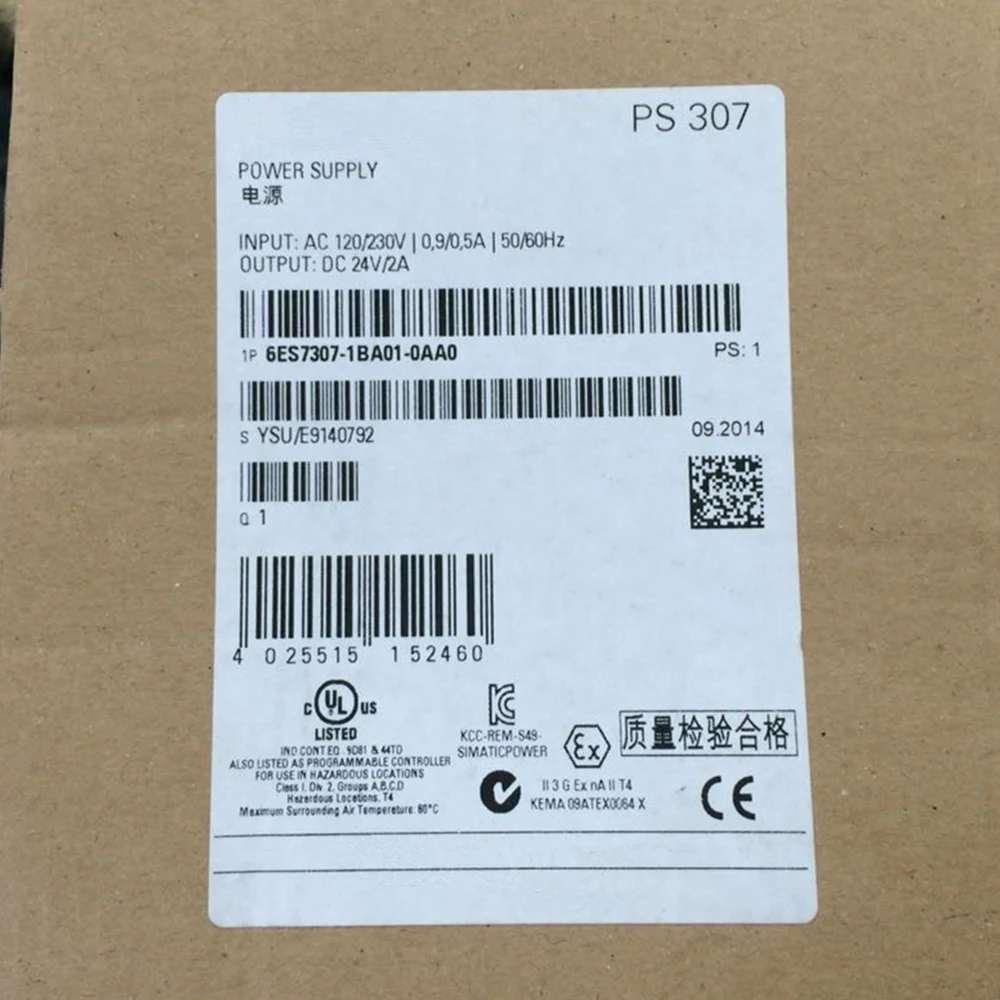 PS 307
POWER SUPPLY
电源
INPUT: AC 120/230V | 0,9/0,5A | 50/60Hz
OUTPUT: DC 24V/2A
1P 6ES7307-1BA01-0AA0 PS: 1
S YSU/E9140792 09.2014
Q 1
4 025515 152460
C UL US
LISTED
IND CONT EQ . 9D81 & 44TD
ALSO LISTED AS PROGRAMMABLE CONTROLLER
FOR USE IN HAZARDOUS LOCATIONS
Class I, Div. 2, Groups A,B,C,D
Hazardous Locations, T4
Maximum Surrounding Air Temperature: 60°C
KCC-REM-S49-
SIMATICPOWER
Ex
质量检验合格
II 3 G Ex nA II T4
KEMA 09ATEX0064 X
CE